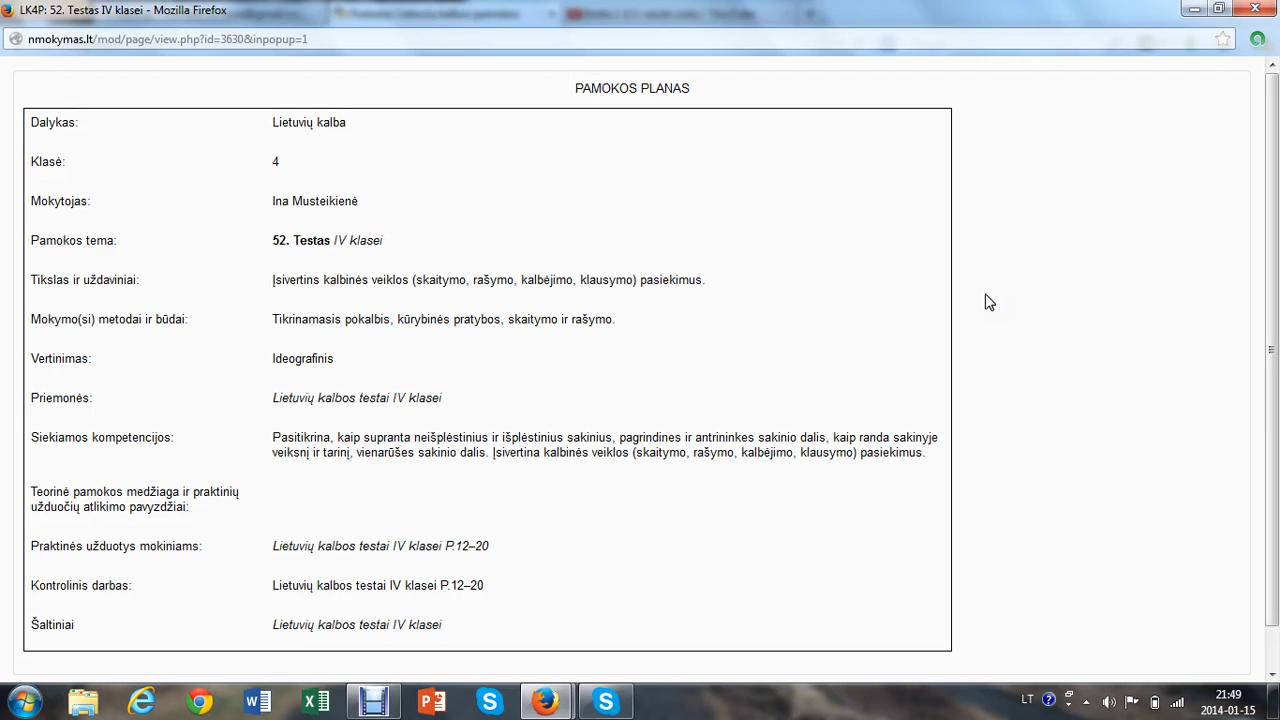 LK4P: 52. Testas IV klasei - Mozilla Firefox
nmokymas.lt/mod/page/view.php?id=3630&inpopup=1
PAMOKOS PLANAS
Dalykas: Lietuvių kalba
Klasė: 4
Mokytojas: Ina Musteikienė
Pamokos tema: 52. Testas IV klasei
Tikslas ir uždaviniai: Įsivertins kalbinės veiklos (skaitymo, rašymo, kalbėjimo, klausymo) pasiekimus.
Mokymo(si) metodai ir būdai: Tikrinamasis pokalbis, kūrybinės pratybos, skaitymo ir rašymo.
Vertinimas: Ideografinis
Priemonės: Lietuvių kalbos testai IV klasei
Siekiamos kompetencijos: Pasitikrina, kaip supranta neišplėstinius ir išplėstinius sakinius, pagrindines ir antrininkes sakinio dalis, kaip randa sakinyje
veiksnį ir tarinį, vienarūšes sakinio dalis. Įsivertina kalbinės veiklos (skaitymo, rašymo, kalbėjimo, klausymo) pasiekimus.
Teorinė pamokos medžiaga ir praktinių
užduočių atlikimo pavyzdžiai:
Praktinės užduotys mokiniams: Lietuvių kalbos testai IV klasei P.12–20
Kontrolinis darbas: Lietuvių kalbos testai IV klasei P.12–20
Šaltiniai Lietuvių kalbos testai IV klasei
LT
21:49
2014-01-15